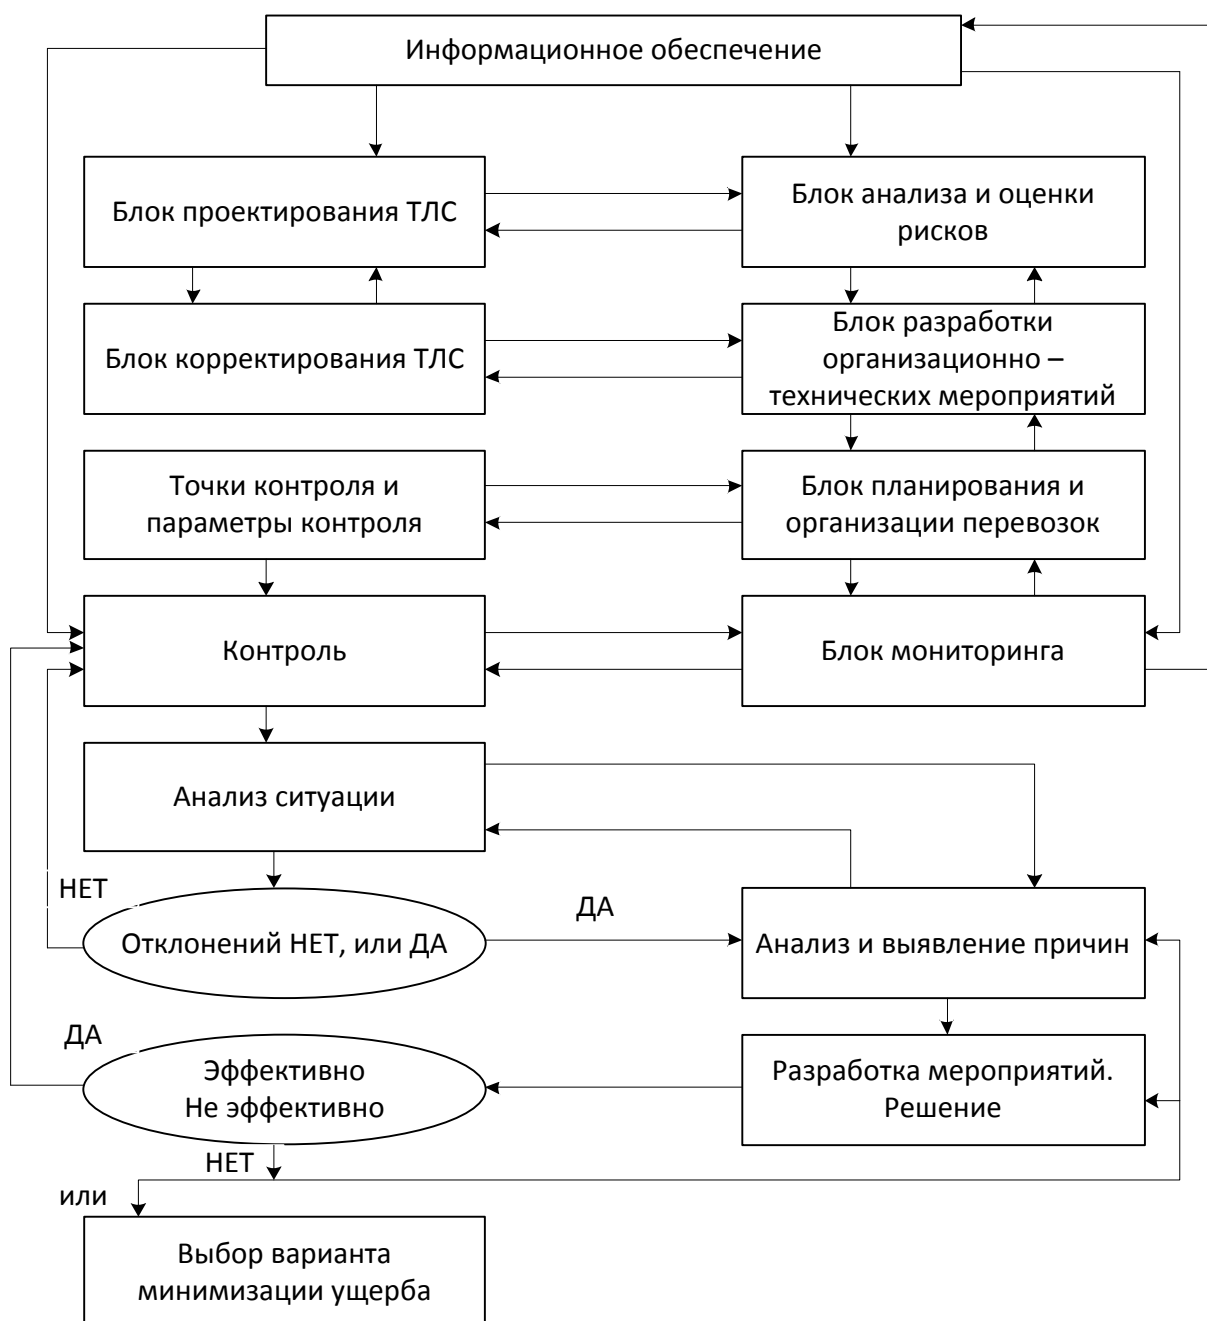 Информационное обеспечение
Блок проектирования ТЛС
Блок анализа и оценки
рисков
Блок корректирования ТЛС
Блок разработки
организационно –
технических мероприятий
Точки контроля и
параметры контроля
Блок планирования и
организации перевозок
Контроль
Блок мониторинга
Анализ ситуации
НЕТ
ДА
Отклонений НЕТ, или ДА
Анализ и выявление причин
ДА
Эффективно
Не эффективно
Разработка мероприятий.
Решение
НЕТ
или
Выбор варианта
минимизации ущерба